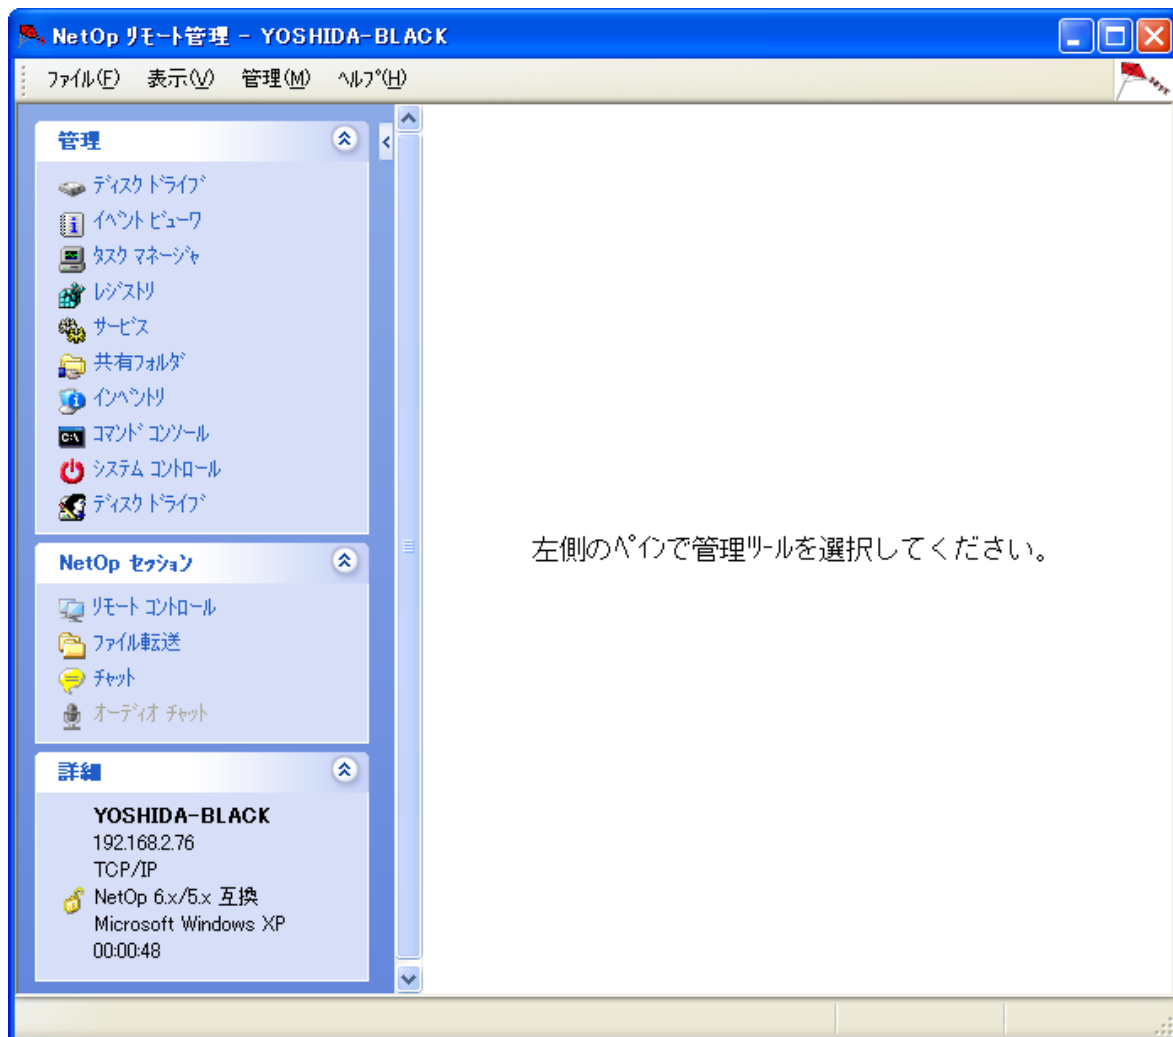 NetOp ﾘﾓｰﾄ管理 - YOSHIDA-BLACK
ﾌｧｲﾙ(F) 表示(V) 管理(M) ﾍﾙﾌﾟ(H)
管理
ﾃﾞｨｽｸ ﾄﾞﾗｲﾌﾞ
ｲﾍﾞﾝﾄ ﾋﾞｭｰﾜ
ﾀｽｸ ﾏﾈｰｼﾞｬ
ﾚｼﾞｽﾄﾘ
ｻｰﾋﾞｽ
共有ﾌｫﾙﾀﾞ
ｲﾝﾍﾞﾝﾄﾘ
C:\
ｺﾏﾝﾄﾞ ｺﾝｿｰﾙ
ｼｽﾃﾑ ｺﾝﾄﾛｰﾙ
ﾃﾞｨｽｸ ﾄﾞﾗｲﾌﾞ
NetOp ｾｯｼｮﾝ
ﾘﾓｰﾄ ｺﾝﾄﾛｰﾙ
ﾌｧｲﾙ転送
ﾁｬｯﾄ
ｵｰﾃﾞｨｵ ﾁｬｯﾄ
詳細
YOSHIDA-BLACK
192.168.2.76
TCP/IP
NetOp 6.x/5.x 互換
Microsoft Windows XP
00:00:48
左側のﾍﾟｲﾝで管理ﾂｰﾙを選択してください。